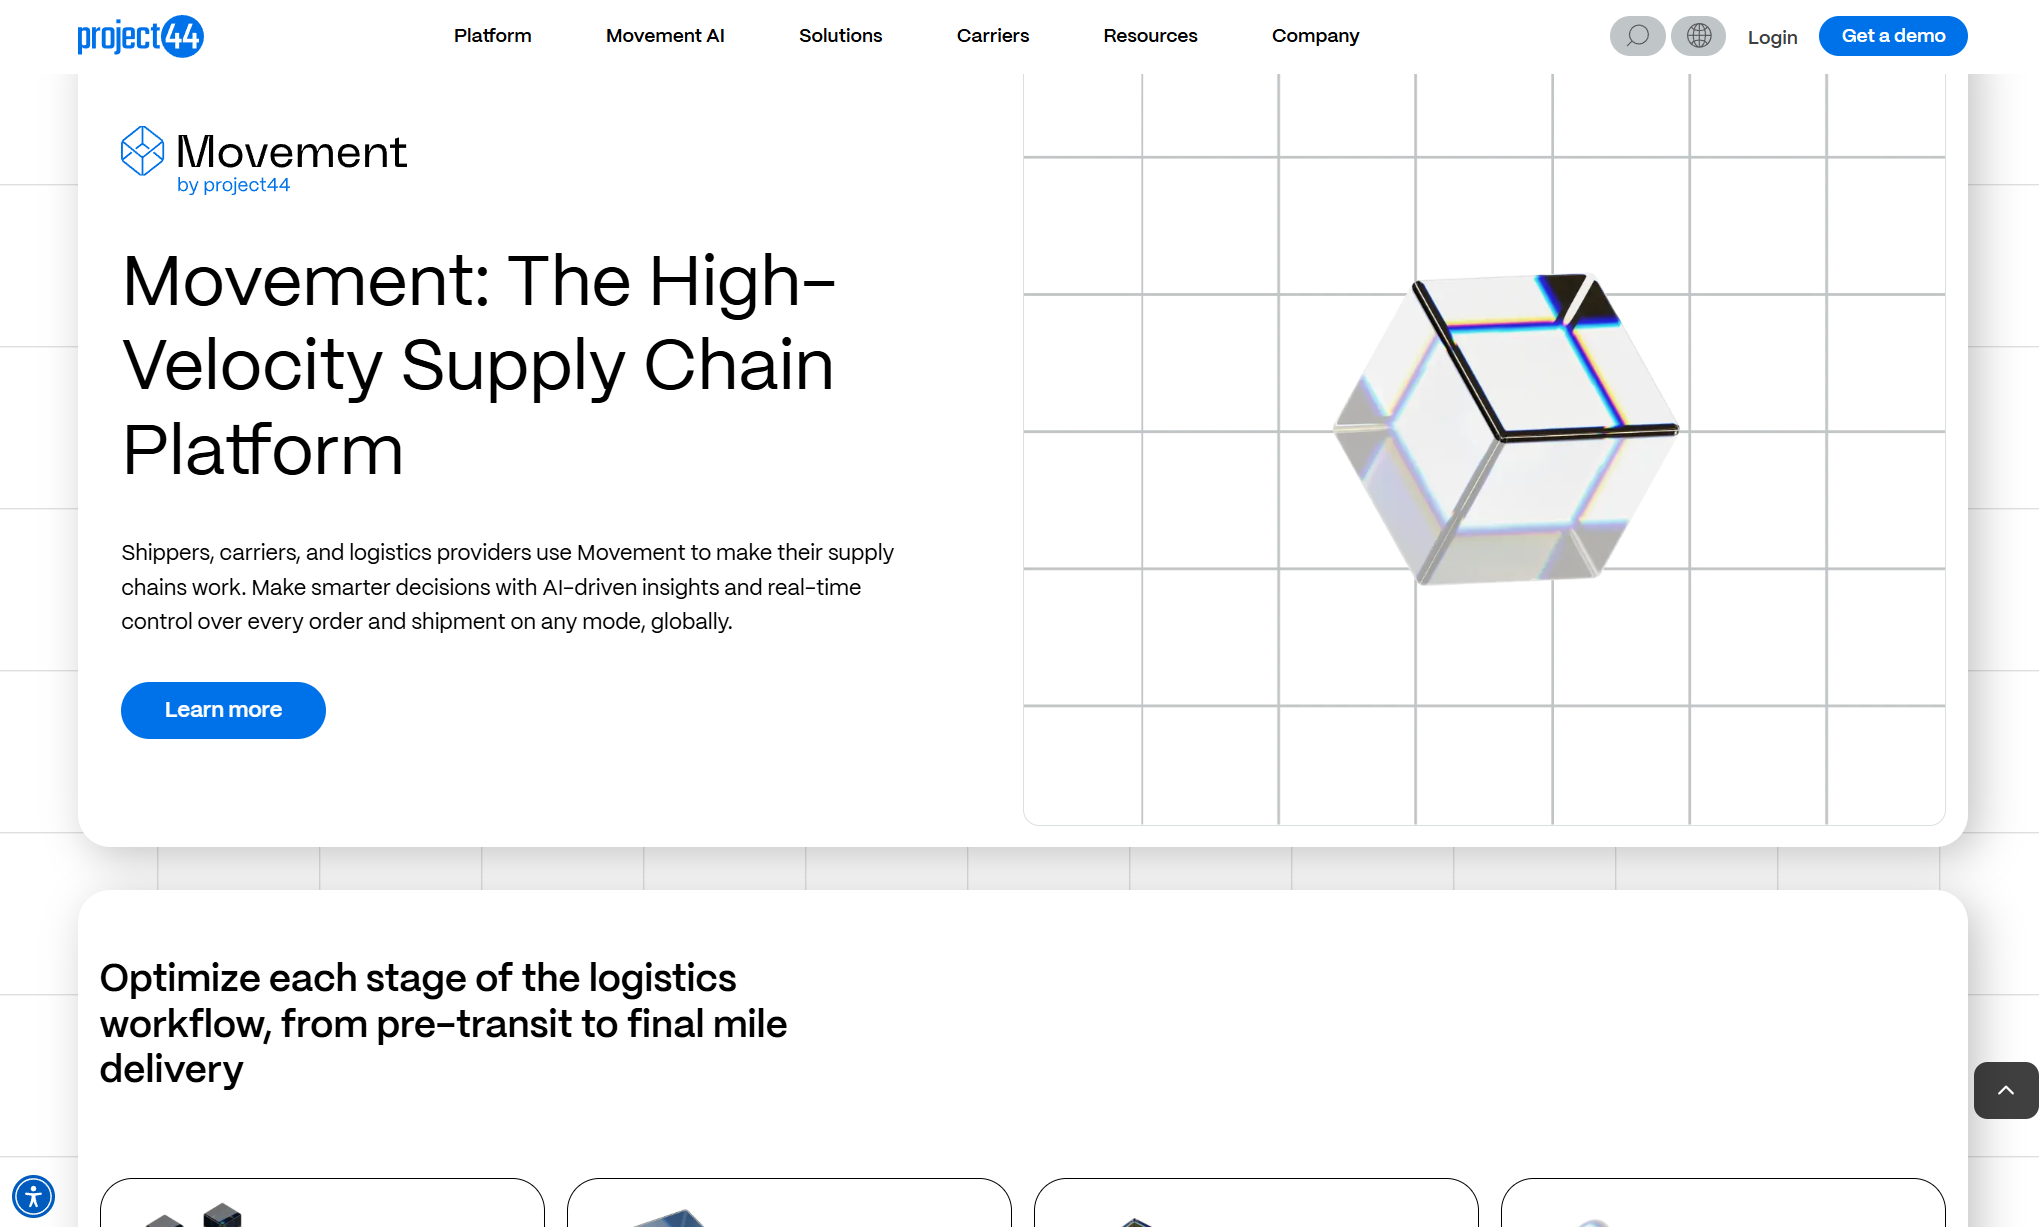 project44
Platform
Movement AI
Solutions
Carriers
Resources
Company
Login
Get a demo
Movement
by project44
Movement: The High-
Velocity Supply Chain
Platform
Shippers, carriers, and logistics providers use Movement to make their supply
chains work. Make smarter decisions with AI-driven insights and real-time
control over every order and shipment on any mode, globally.
Learn more
Optimize each stage of the logistics
workflow, from pre-transit to final mile
delivery